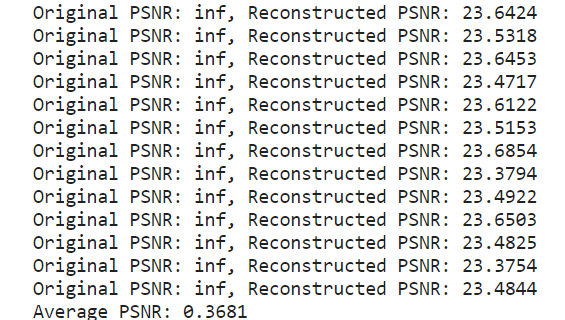 Original PSNR: inf, Reconstructed PSNR: 23.6424
Original PSNR: inf, Reconstructed PSNR: 23.5318
Original PSNR: inf, Reconstructed PSNR: 23.6453
Original PSNR: inf, Reconstructed PSNR: 23.4717
Original PSNR: inf, Reconstructed PSNR: 23.6122
Original PSNR: inf, Reconstructed PSNR: 23.5153
Original PSNR: inf, Reconstructed PSNR: 23.6854
Original PSNR: inf, Reconstructed PSNR: 23.3794
Original PSNR: inf, Reconstructed PSNR: 23.4922
Original PSNR: inf, Reconstructed PSNR: 23.6503
Original PSNR: inf, Reconstructed PSNR: 23.4825
Original PSNR: inf, Reconstructed PSNR: 23.3754
Original PSNR: inf, Reconstructed PSNR: 23.4844
Average PSNR: 0.3681